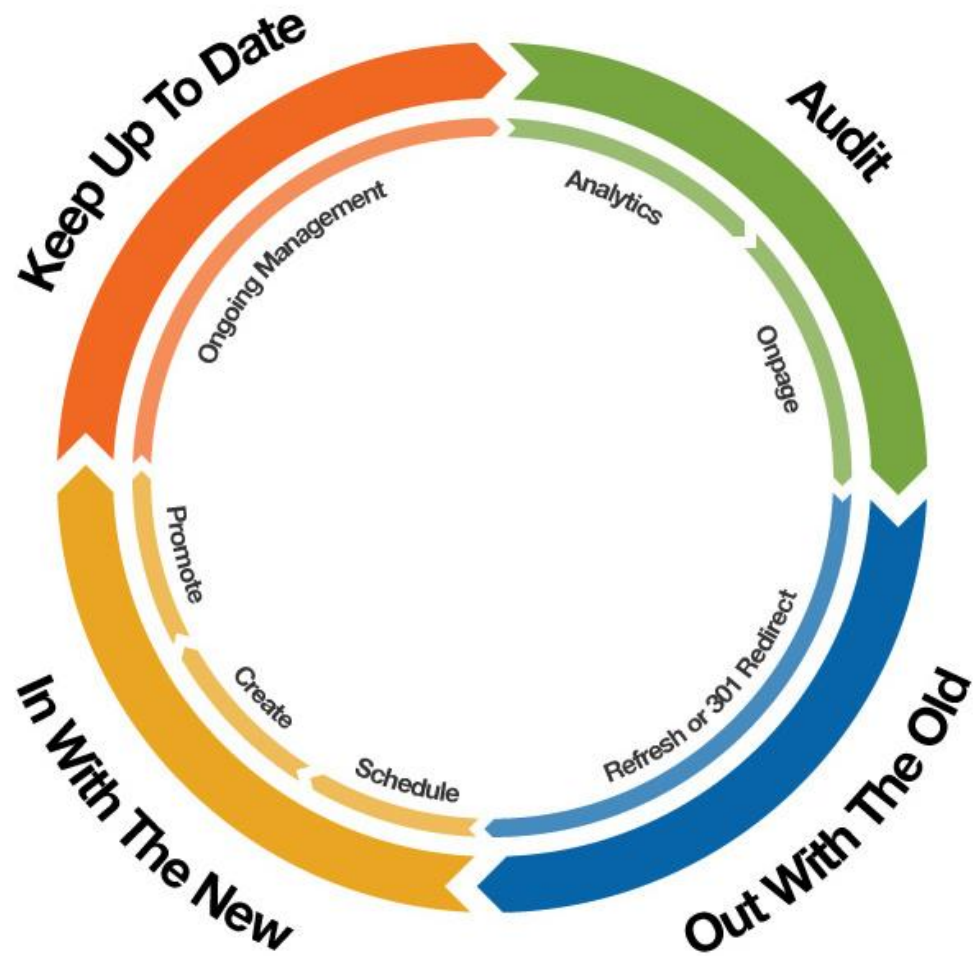 Keep Up To Date
Audit
Ongoing Management
Analytics
Onpage
Promote
Create
Schedule
Refresh or 301 Redirect
In With The New
Out With The Old